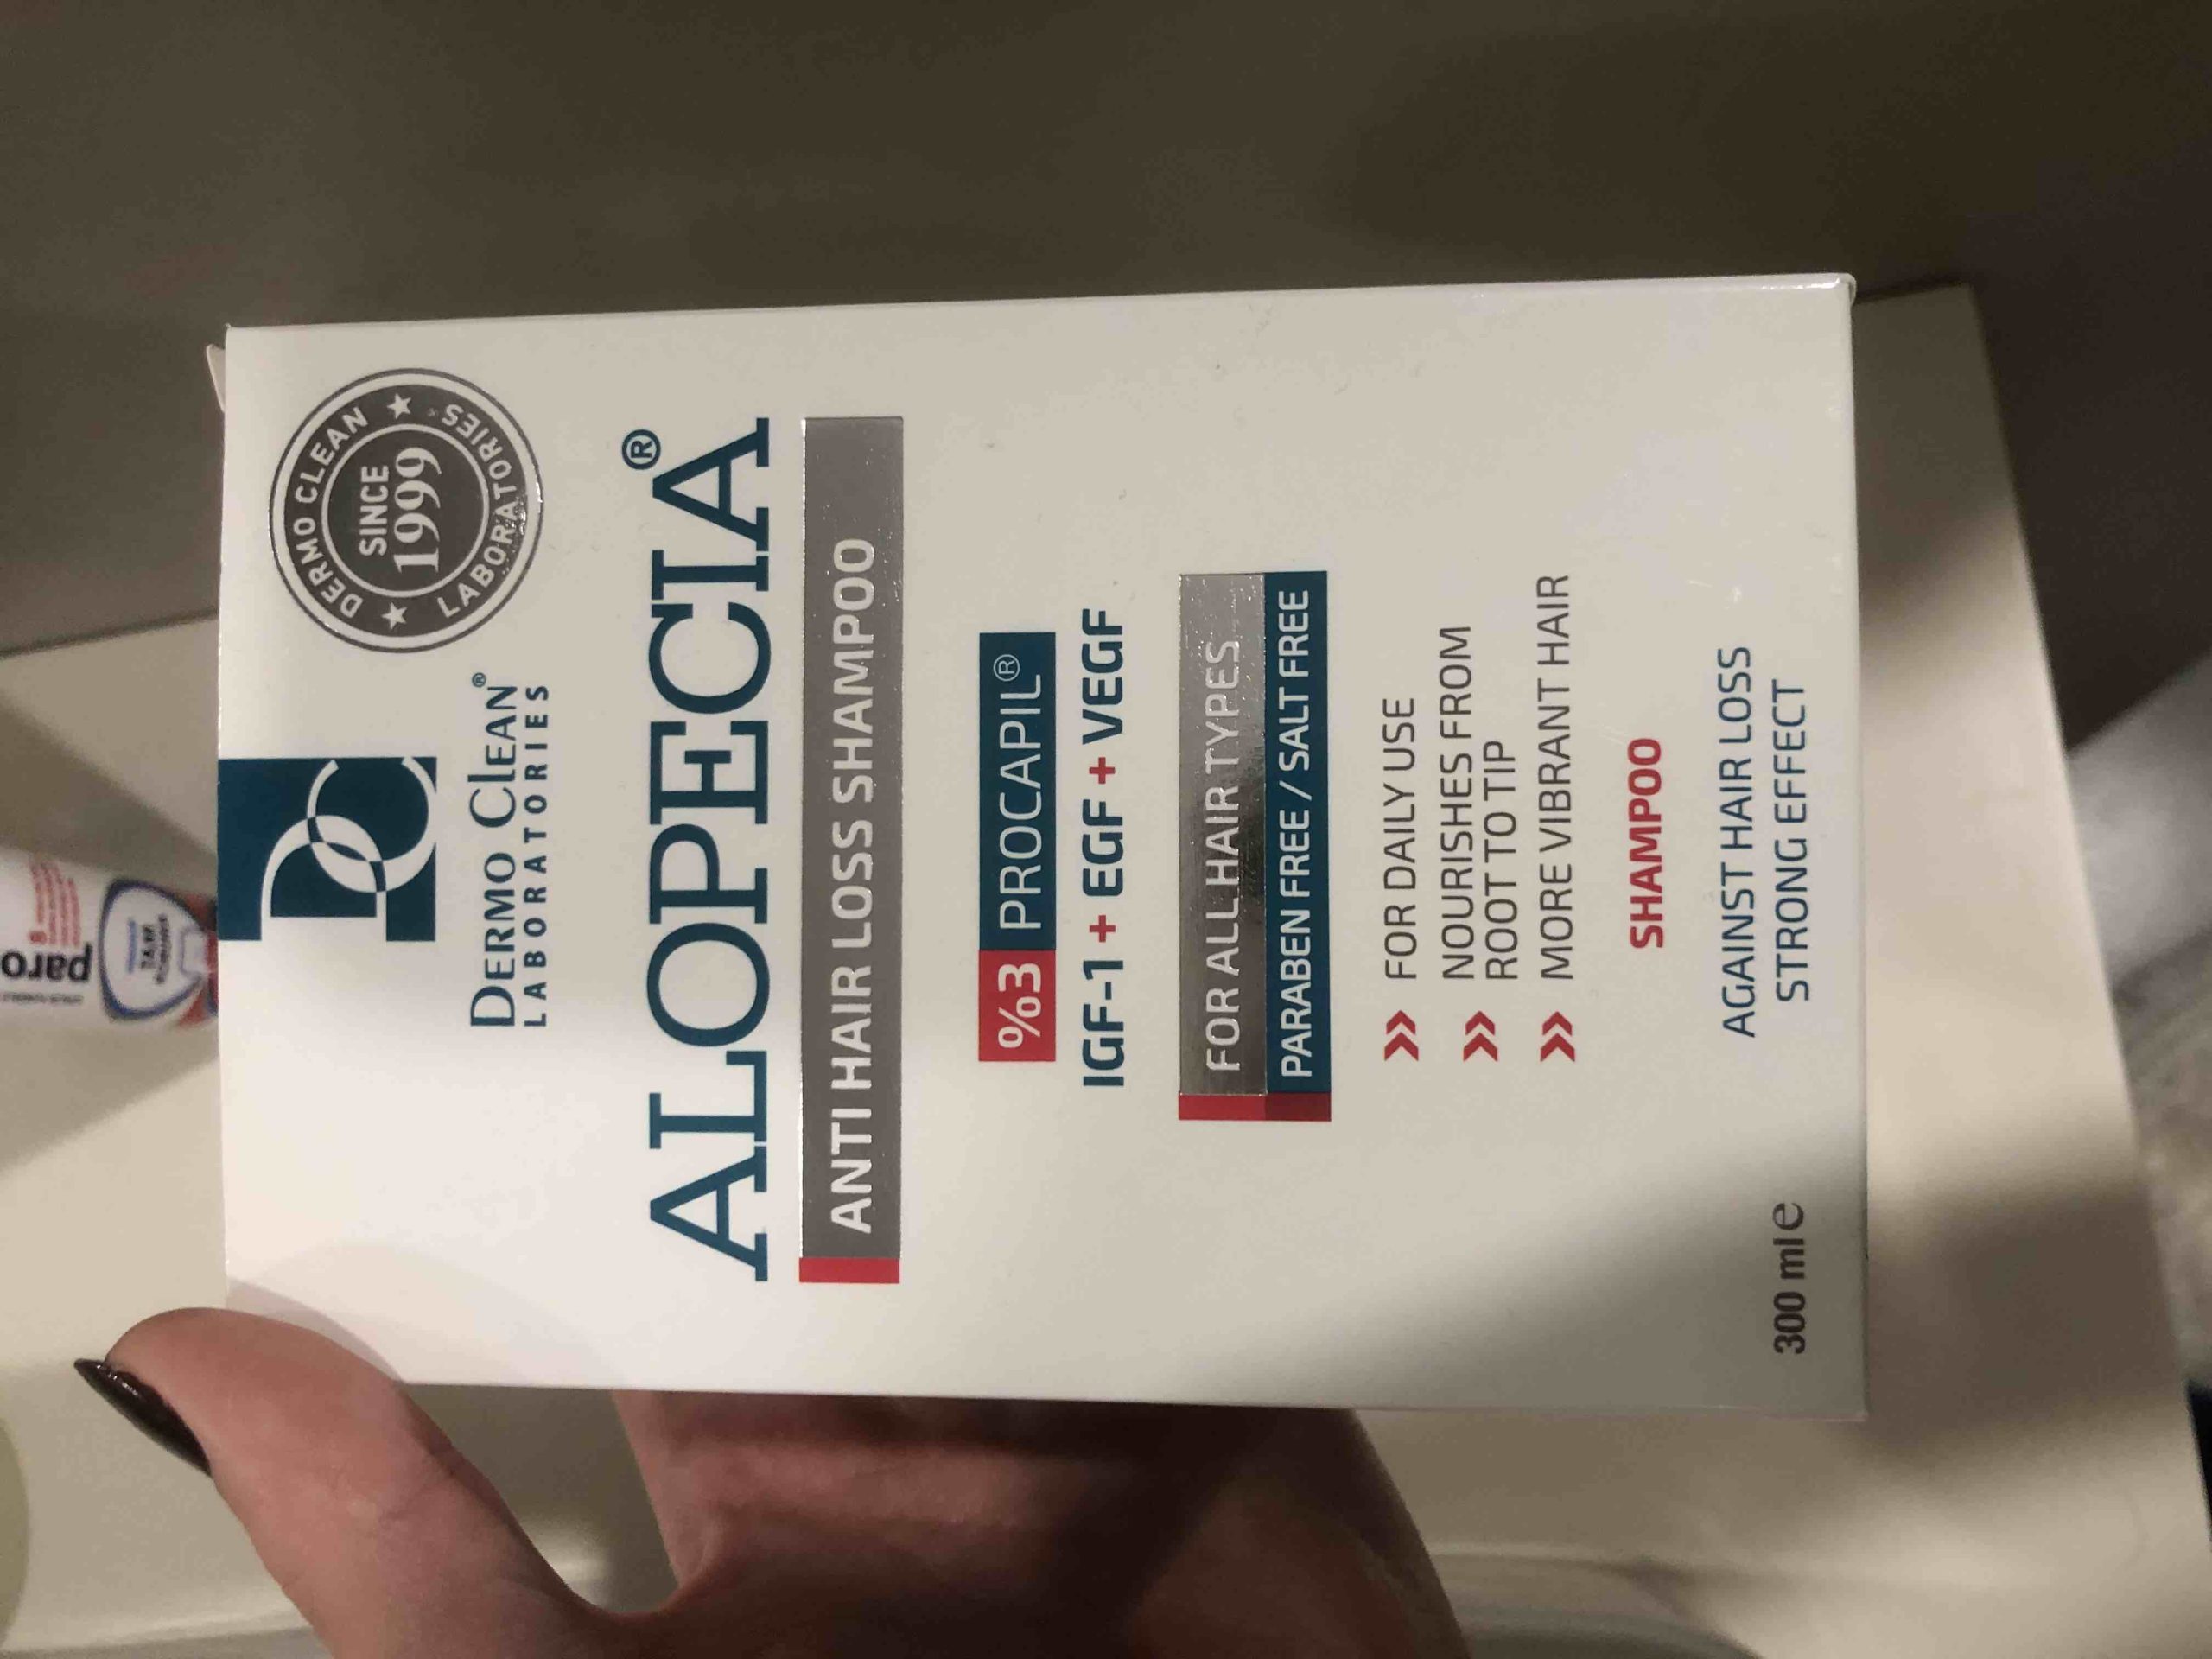 DERMO CLEAN
LABORATORIES
SINCE
1999
DERMO CLEAN®
LABORATORIES
ALOPECIA®
ANTI HAIR LOSS SHAMPOO
%3 PROCAPIL®
IGF-1 + EGF + VEGF
FOR ALL HAIR TYPES
PARABEN FREE / SALT FREE
» FOR DAILY USE
» NOURISHES FROM
ROOT TO TIP
» MORE VIBRANT HAIR
SHAMPOO
AGAINST HAIR LOSS
STRONG EFFECT
300 ml e
paro